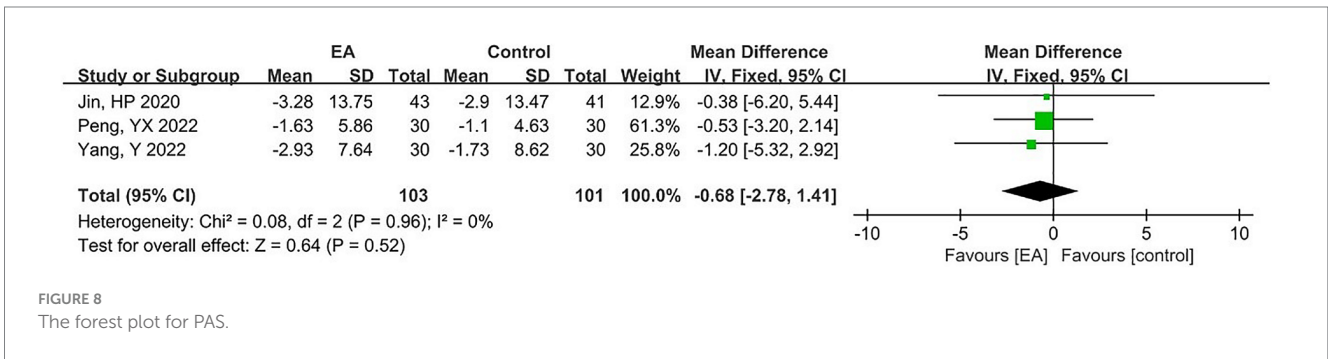 EA Control Mean Difference Mean Difference
Study or Subgroup Mean SD Total Mean SD Total Weight IV. Fixed. 95% CI IV. Fixed. 95% CI
Jin, HP 2020 -3.28 13.75 43 -2.9 13.47 41 12.9% -0.38 [-6.20, 5.44]
Peng, YX 2022 -1.63 5.86 30 -1.1 4.63 30 61.3% -0.53 [-3.20, 2.14]
Yang, Y 2022 -2.93 7.64 30 -1.73 8.62 30 25.8% -1.20 [-5.32, 2.92]
Total (95% CI) 103 101 100.0% -0.68 [-2.78, 1.41]
Heterogeneity: Chi² = 0.08, df = 2 (P = 0.96); I² = 0%
Test for overall effect: Z = 0.64 (P = 0.52)
-10 -5 0 5 10
Favours [EA] Favours [control]
FIGURE 8
The forest plot for PAS.